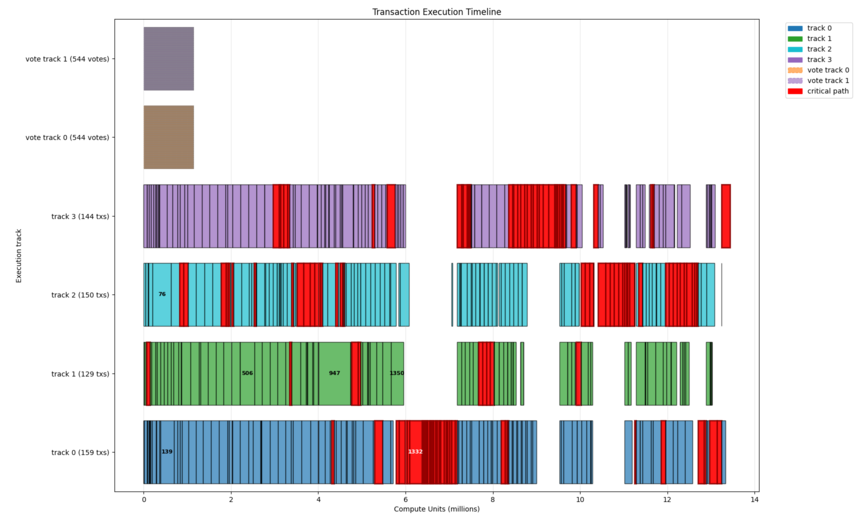 Transaction Execution Timeline
track 0
track 1
track 2
track 3
vote track 0
vote track 1
critical path
Execution track
vote track 1 (544 votes)
vote track 0 (544 votes)
track 3 (144 txs)
track 2 (150 txs)
76
track 1 (129 txs)
506
947
1350
track 0 (159 txs)
139
1332
0
2
4
6
8
10
12
14
Compute Units (millions)